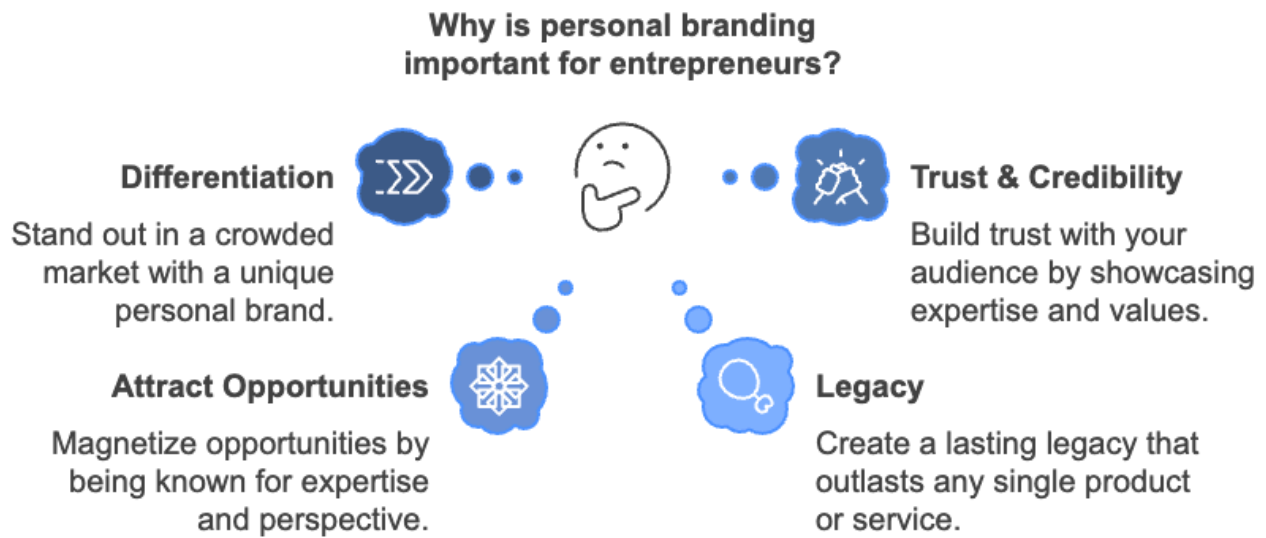 Why is personal branding
important for entrepreneurs?
Differentiation
Stand out in a crowded
market with a unique
personal brand.
Trust & Credibility
Build trust with your
audience by showcasing
expertise and values.
Attract Opportunities
Magnetize opportunities by
being known for expertise
and perspective.
Legacy
Create a lasting legacy that
outlasts any single product
or service.